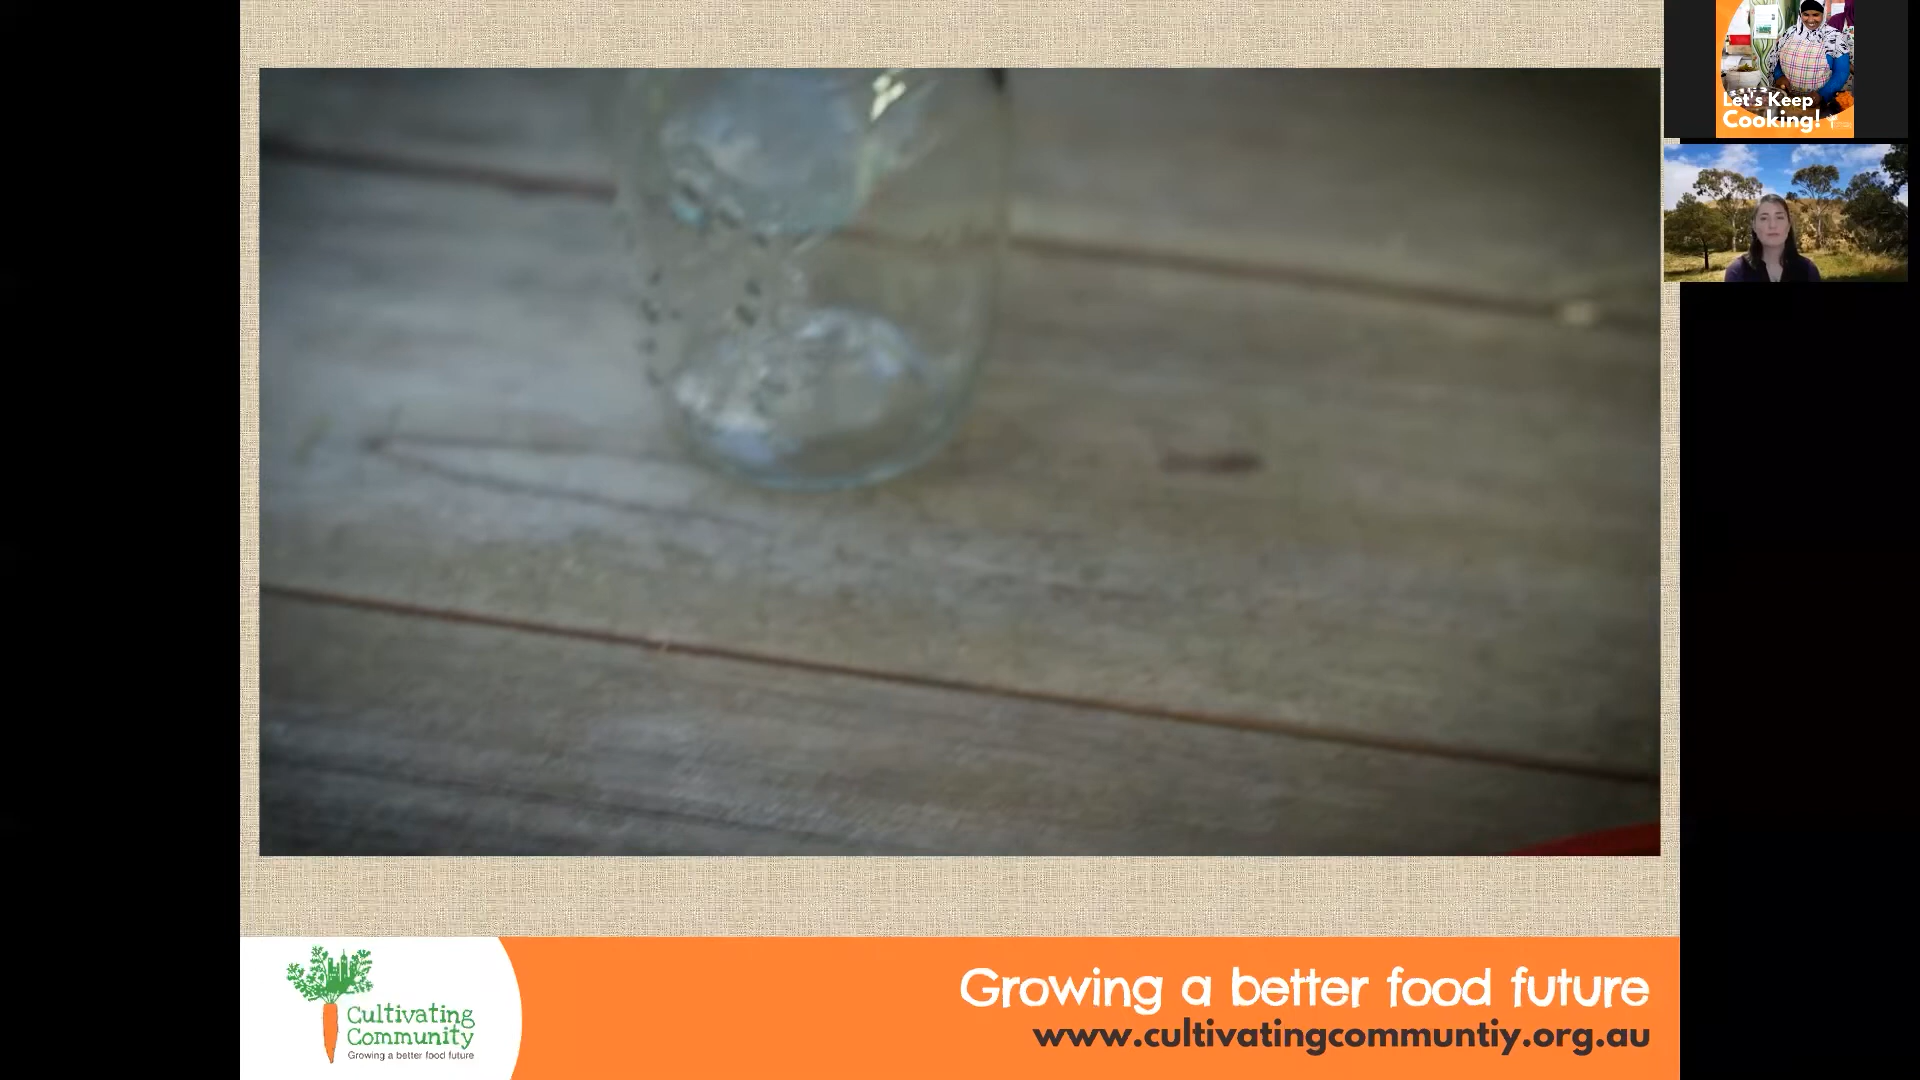 Let's Keep
Cooking!
Cultivating
Community
Growing a better food future
Growing a better food future
www.cultivatingcommuntiy.org.au